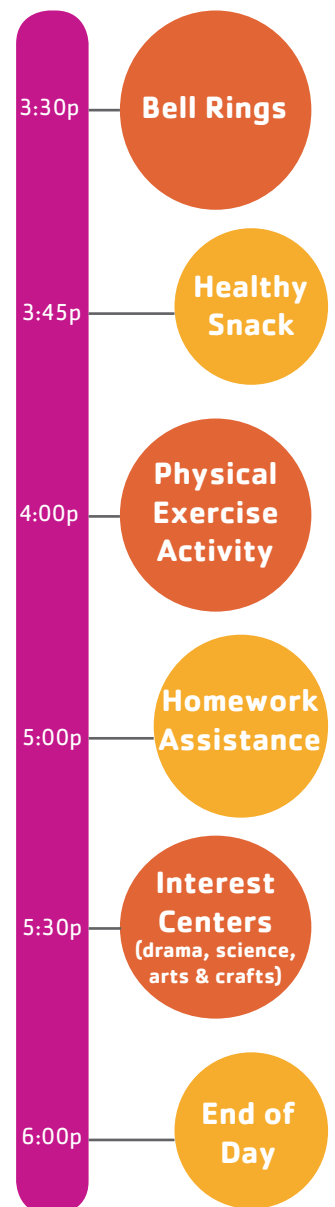 3:30p
Bell Rings
3:45p
Healthy
Snack
4:00p
Physical
Exercise
Activity
5:00p
Homework
Assistance
5:30p
Interest
Centers
(drama, science,
arts & crafts)
6:00p
End of
Day